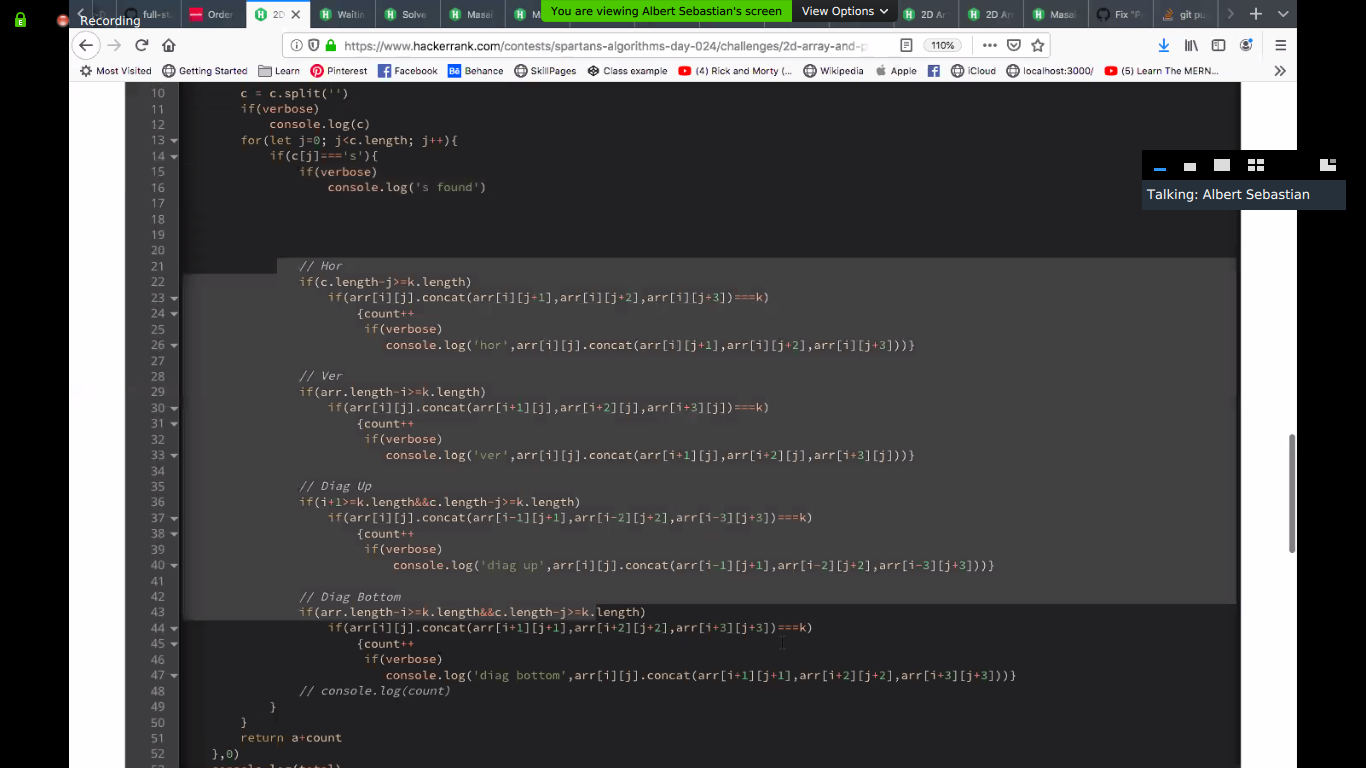 Recording
You are viewing Albert Sebastian's screen
View Options
full-st.
Order
2D
Waitin
Solve
Masai
2D Ar
2D Ar
Masai
Fix "P
git pu
https://www.hackerrank.com/contests/spartans-algorithms-day-024/challenges/2d-array-and-p
110%
Most Visited
Getting Started
Learn
Pinterest
Facebook
Behance
SkillPages
Class example
(4) Rick and Morty (...
Wikipedia
Apple
iCloud
localhost:3000/
(5) Learn The MERN...
Talking: Albert Sebastian
10 c = c.split('')
11 if(verbose)
12 console.log(c)
13 for(let j=0; j<c.length; j++){
14 if(c[j]==='s'){
15 if(verbose)
16 console.log('s found')
17
18
19
20
21 // Hor
22 if(c.length-j>=k.length)
23 if(arr[i][j].concat(arr[i][j+1],arr[i][j+2],arr[i][j+3])===k)
24 {count++
25 if(verbose)
26 console.log('hor',arr[i][j].concat(arr[i][j+1],arr[i][j+2],arr[i][j+3]))}
27
28 // Ver
29 if(arr.length-i>=k.length)
30 if(arr[i][j].concat(arr[i+1][j],arr[i+2][j],arr[i+3][j])===k)
31 {count++
32 if(verbose)
33 console.log('ver',arr[i][j].concat(arr[i+1][j],arr[i+2][j],arr[i+3][j]))}
34
35 // Diag Up
36 if(i+1>=k.length&&c.length-j>=k.length)
37 if(arr[i][j].concat(arr[i-1][j+1],arr[i-2][j+2],arr[i-3][j+3])===k)
38 {count++
39 if(verbose)
40 console.log('diag up',arr[i][j].concat(arr[i-1][j+1],arr[i-2][j+2],arr[i-3][j+3]))}
41
42 // Diag Bottom
43 if(arr.length-i>=k.length&&c.length-j>=k.length)
44 if(arr[i][j].concat(arr[i+1][j+1],arr[i+2][j+2],arr[i+3][j+3])===k)
45 {count++
46 if(verbose)
47 console.log('diag bottom',arr[i][j].concat(arr[i+1][j+1],arr[i+2][j+2],arr[i+3][j+3]))}
48 // console.log(count)
49 }
50 }
51 return a+count
52 },0)